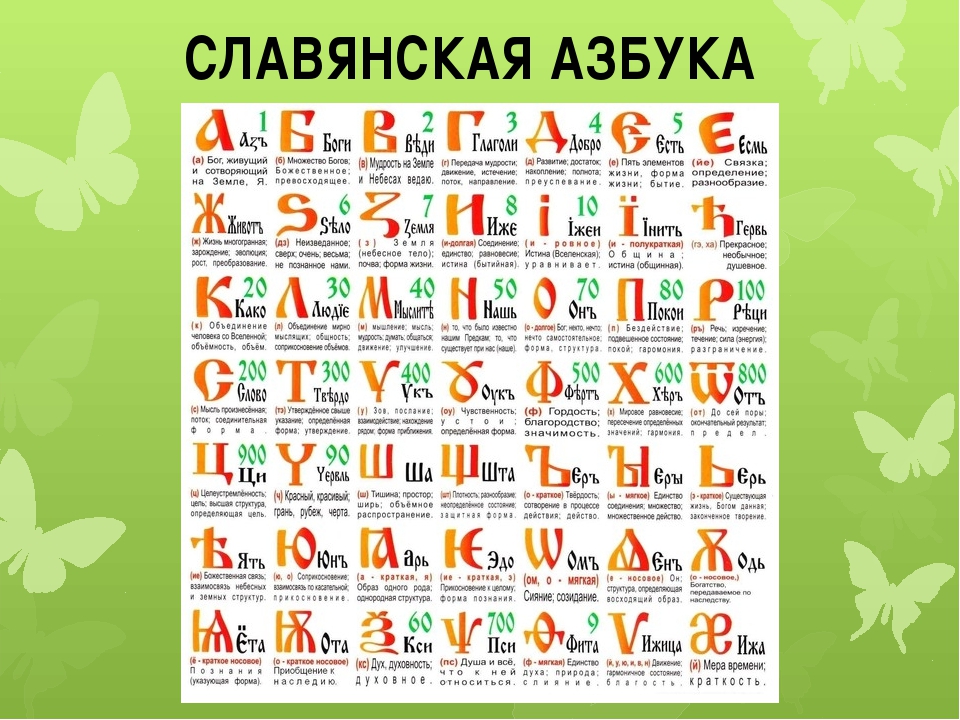 СЛАВЯНСКАЯ АЗБУКА
А 1 Азъ
(а) Бог, живущий
и сотворяющий
на Земле, Я.
Б Боги
(б) Множество Богов;
Божественное;
превосходящее.
В 2 Вѣди
(в) Мудрость на Земле
и Небесах ведаю.
Г 3 Глаголи
(г) Передача мудрости;
движение, истечение;
поток, направление.
Д 4 Добро
(д) Развитие; достаток;
накопление; полнота;
преуспевание.
Є 5 Єсть
(е) Пять элементов
жизни, форма
жизни; бытие.
Е Есмь
(йе) Связка;
определение;
разнообразие.
Ж Животъ
(ж) Жизнь многогранная;
зарождение; эволюция;
рост, преобразование.
Ѕ 6 Ѕѣло
(дз) Неизведанное;
сверх; очень; весьма;
не познанное нами.
З 7 Земля
(з) Земля
(небесное тело);
почва; форма жизни.
И 8 Иже
(и-долгая) Соединение;
единство; равновесие;
истина (бытийная).
і 10 Іжеи
(и - ровное)
Истина (Вселенская);
уравнивает.
Ї Їнить
(и - полукраткая)
Община;
истина (общинная).
Ћ Гервь
(гэ, ха) Прекрасное;
необычное;
душевное.
К 20 Како
(к) Объединение
человека со Вселенной;
объёмность, объём.
Л 30 Людїе
(л) Объединение мирно
мыслящих; общность;
соприкосновение объёмов.
М 40 Мыслитѣ
(м) мышление; мысль;
мудрость; думать; общаться;
движение; улучшение.
Н 50 Нашь
(н) то, что было известно
нашим Предкам; то, что
существует при нас (наше).
О 70 Онъ
(о - долгое) Бог; некто, нечто;
нечто самостоятельное;
форма, структура.
П 80 Покои
(п) Бездействие;
подвешенное состояние;
покой; гаромония.
Р 100 Рѣци
(ръ) Речь; изречение;
течение; сила (энергия);
разграничение.
С 200 Слово
(с) Мысль произнесённая;
поток; соединительная
форма.
Т 300 Твѣрдо
(тэ) Утверждённое свыше
указание; определённая
форма; утверждение.
Ѵ 400 Ѵкъ
(у) Зов, послание;
взаимодействие; нахождение
рядом; форма приближения.
Ꙋ Оукъ
(оу) Чувственность;
устои;
определённая форма.
Ф 500 Фѣртъ
(ф) Гордость;
благородство;
значимость.
Х 600 Хѣръ
(х) Мировое равновесие;
пересечение определённых
значений; гармония.
Ѿ 800 Отъ
(от) До сей поры;
окончательный результат;
предел.
Ц 900 Ци
(ц) Целеустремлённость;
цель; высшая структура,
определяющая цель.
Ч 90 Червль
(ч) Красный, красивый;
грань, рубеж, черта.
Ш Ша
(ш) Тишина; простор;
ширь; объёмное
распространение.
Щ Шта
(шт) Плотность; разнообразие;
неопределённое состояние;
защитная форма.
Ъ Ъръ
(о - краткое) Твёрдость;
сотворение в процессе
действия; действо.
Ы Еры
(ы - мягкое) Единство
соединения; множество;
множественное действо.
Ь Ерь
(э - краткое) Существующая
жизнь, Богом данная;
законченное творение.
Ѣ Ять
(ие) Божественная связь;
взаимосвязь небесных
и земных структур.
Ю Юнъ
(ю, о) Соприкосновение;
взаимосвязь по касательной;
прикосновение.
Ꙗ Арь
(а - краткая, я)
Образ одного рода;
однородная структура.
Ѥ Эдо
(ие - краткая, э)
Прикосновение к целому;
форма познания.
Ѡ Омъ
(ом, о - мягкая)
Сияние; созидание.
Ѧ Енъ
(е - носовое) Он;
структура, определяющая
восходящий образ.
Ѫ Одь
(о - носовое,)
Богатство,
передаваемое по
наследству.
Ѩ Ёта
(ё - краткое носовое)
Познания
(указующая форма).
Ѭ Ота
(о - краткое носовое)
Приобщение к
наследию.
Ѯ 60 Кси
(кс) Дух, духовность;
духовное.
Ѱ 700 Пси
(пс) Душа и всё,
что к ней
относиться.
Ѳ 9 Фита
(ф - мягкая) Единство
духа; природа;
слияние.
Ѵ Ижица
(й, у, ю, и, в, н) Движение;
гармоничное состояние;
благость.
Æ Ижа
(й) Мера времени;
краткость.